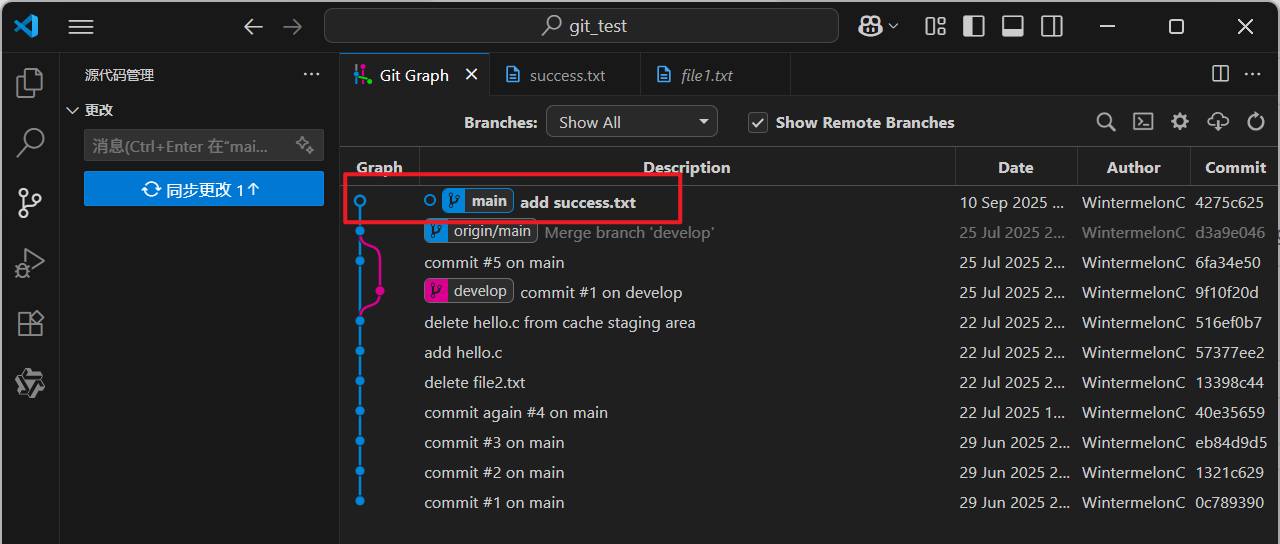 git_test
源代码管理
Git Graph
success.txt
file1.txt
更改
消息(Ctrl+Enter 在"mai...
同步更改 1↑
Branches: Show All Show Remote Branches
Graph Description Date Author Commit
main add success.txt 10 Sep 2025 ... WintermelonC 4275c625
origin/main Merge branch 'develop' 25 Jul 2025 2... WintermelonC d3a9e046
commit #5 on main 25 Jul 2025 2... WintermelonC 6fa34e50
develop commit #1 on develop 25 Jul 2025 2... WintermelonC 9f10f20d
delete hello.c from cache staging area 22 Jul 2025 2... WintermelonC 516ef0b7
add hello.c 22 Jul 2025 2... WintermelonC 57377ee2
delete file2.txt 22 Jul 2025 2... WintermelonC 13398c44
commit again #4 on main 22 Jul 2025 1... WintermelonC 40e35659
commit #3 on main 29 Jun 2025 2... WintermelonC eb84d9d5
commit #2 on main 29 Jun 2025 2... WintermelonC 1321c629
commit #1 on main 29 Jun 2025 2... WintermelonC 0c789390